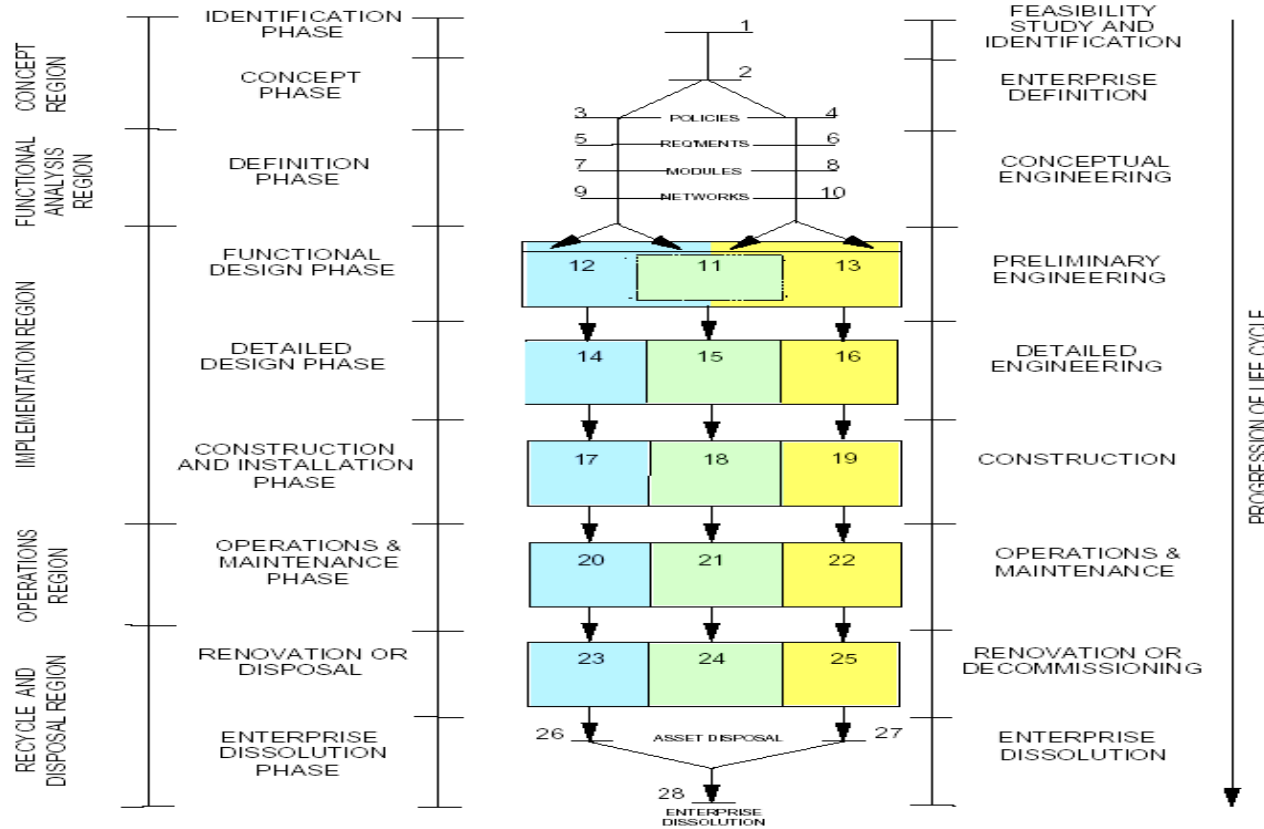 IDENTIFICATION
PHASE
1
FEASIBILITY
STUDY AND
IDENTIFICATION
CONCEPT
REGION
CONCEPT
PHASE
2
ENTERPRISE
DEFINITION
3
POLICIES
4
FUNCTIONAL
ANALYSIS
REGION
DEFINITION
PHASE
5
REQ'MENTS
6
7
MODULES
8
9
NETWORKS
10
CONCEPTUAL
ENGINEERING
IMPLEMENTATION REGION
FUNCTIONAL
DESIGN PHASE
12
11
13
PRELIMINARY
ENGINEERING
DETAILED
DESIGN PHASE
14
15
16
DETAILED
ENGINEERING
PROGRESSION OF LIFE CYCLE
CONSTRUCTION
AND INSTALLATION
PHASE
17
18
19
CONSTRUCTION
OPERATIONS
REGION
OPERATIONS &
MAINTENANCE
PHASE
20
21
22
OPERATIONS &
MAINTENANCE
RECYCLE AND
DISPOSAL REGION
RENOVATION OR
DISPOSAL
23
24
25
RENOVATION OR
DECOMMISSIONING
ENTERPRISE
DISSOLUTION
PHASE
26
ASSET DISPOSAL
27
ENTERPRISE
DISSOLUTION
28
ENTERPRISE
DISSOLUTION